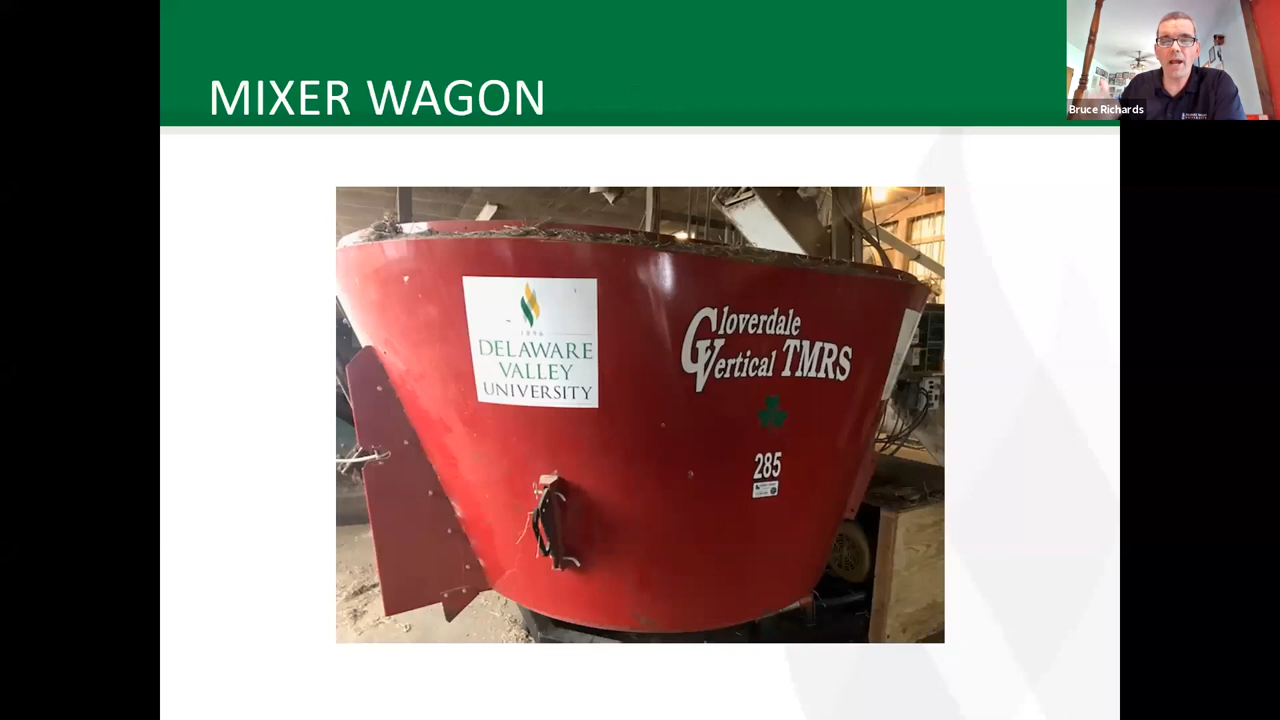 MIXER WAGON
Bruce Richards
1896
DELAWARE
VALLEY
UNIVERSITY
Cloverdale
Vertical TMRS
285